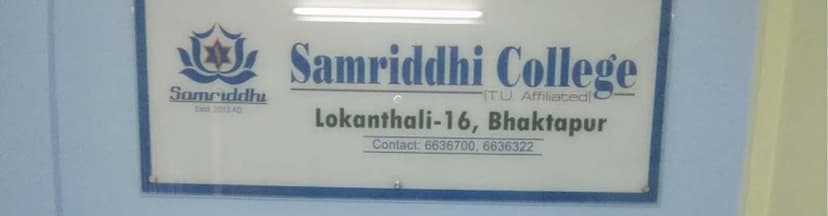 Samriddhi College
(T.U. Affiliated)
Lokanthali-16, Bhaktapur
Contact: 6636700, 6636322
Samriddhi